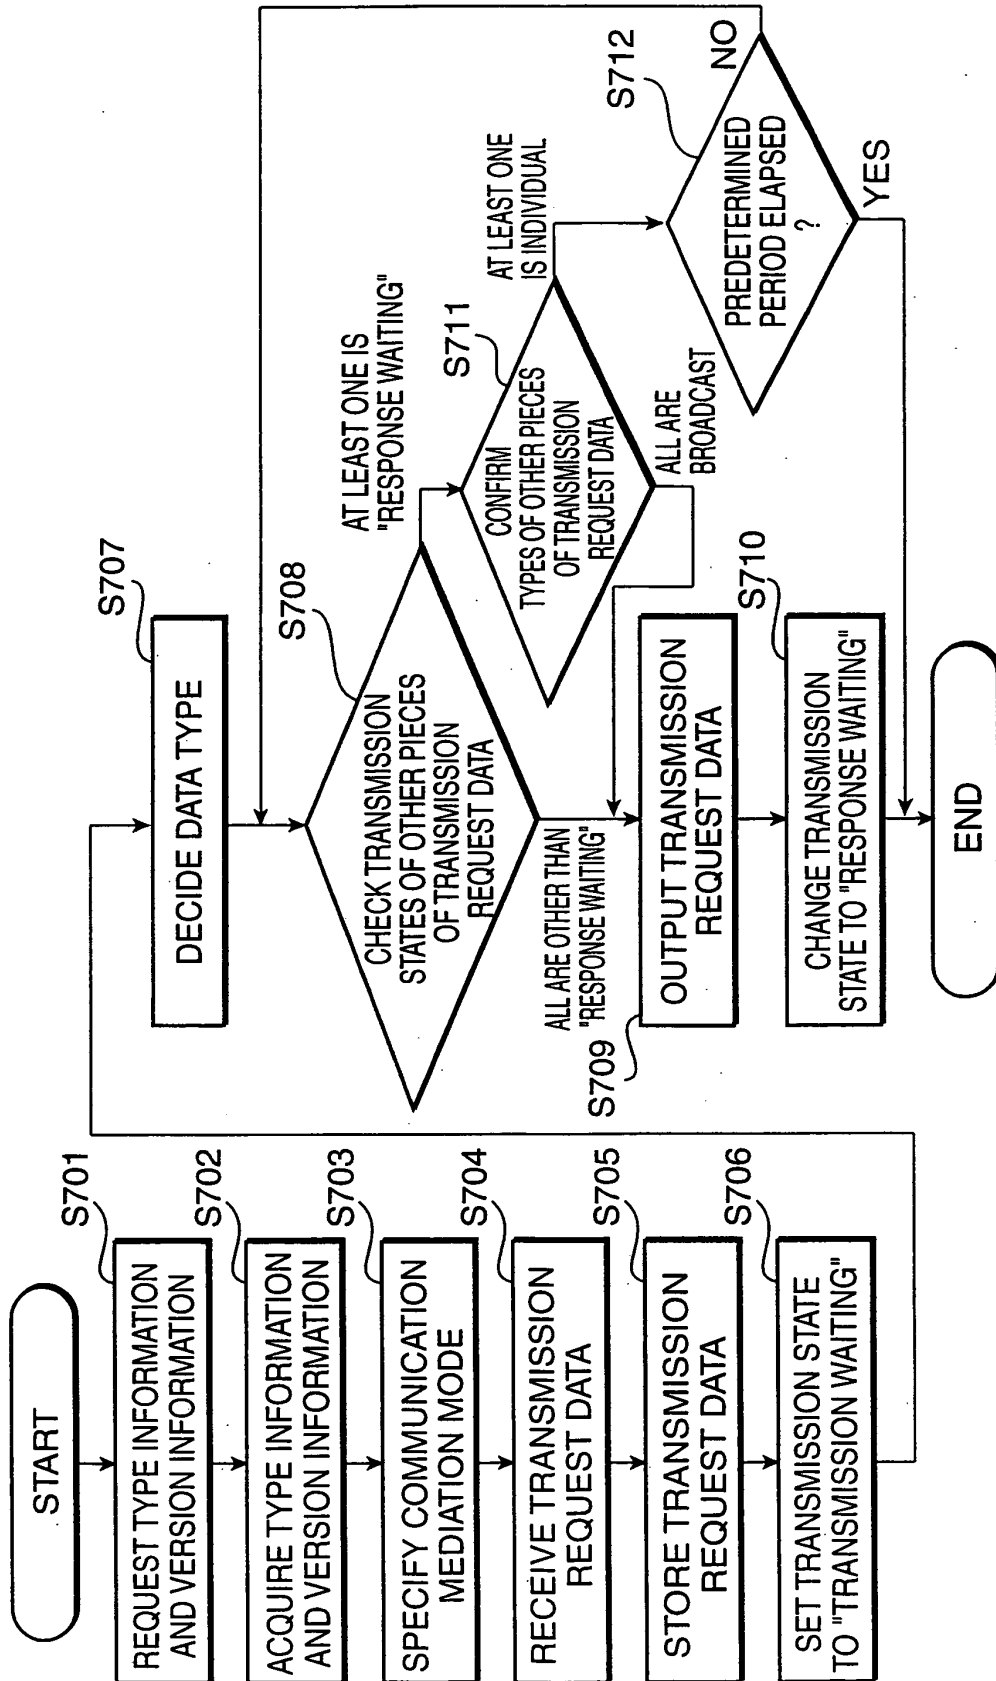 START
S701
REQUEST TYPE INFORMATION
AND VERSION INFORMATION
S702
ACQUIRE TYPE INFORMATION
AND VERSION INFORMATION
S703
SPECIFY COMMUNICATION
MEDIATION MODE
S704
RECEIVE TRANSMISSION
REQUEST DATA
S705
STORE TRANSMISSION
REQUEST DATA
S706
SET TRANSMISSION STATE
TO "TRANSMISSION WAITING"
S707
DECIDE DATA TYPE
S708
CHECK TRANSMISSION
STATES OF OTHER PIECES
OF TRANSMISSION
REQUEST DATA
AT LEAST ONE IS
"RESPONSE WAITING"
ALL ARE OTHER THAN
"RESPONSE WAITING"
S711
CONFIRM
TYPES OF OTHER PIECES
OF TRANSMISSION
REQUEST DATA
AT LEAST ONE
IS INDIVIDUAL
ALL ARE
BROADCAST
S712
PREDETERMINED
PERIOD ELAPSED
?
NO
YES
S709
OUTPUT TRANSMISSION
REQUEST DATA
S710
CHANGE TRANSMISSION
STATE TO "RESPONSE WAITING"
END